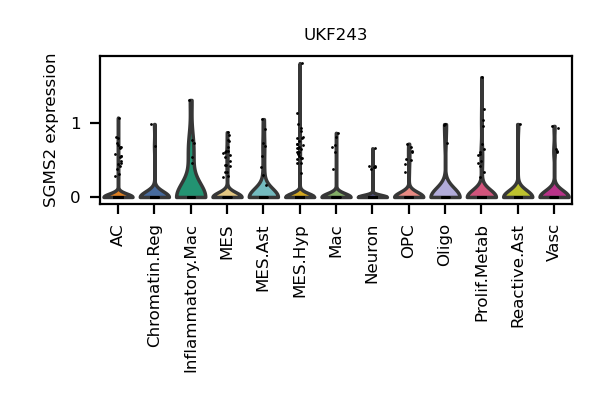 UKF243
SGMS2 expression
1
0
AC
Chromatin.Reg
Inflammatory.Mac
MES
MES.Ast
MES.Hyp
Mac
Neuron
OPC
Oligo
Prolif.Metab
Reactive.Ast
Vasc